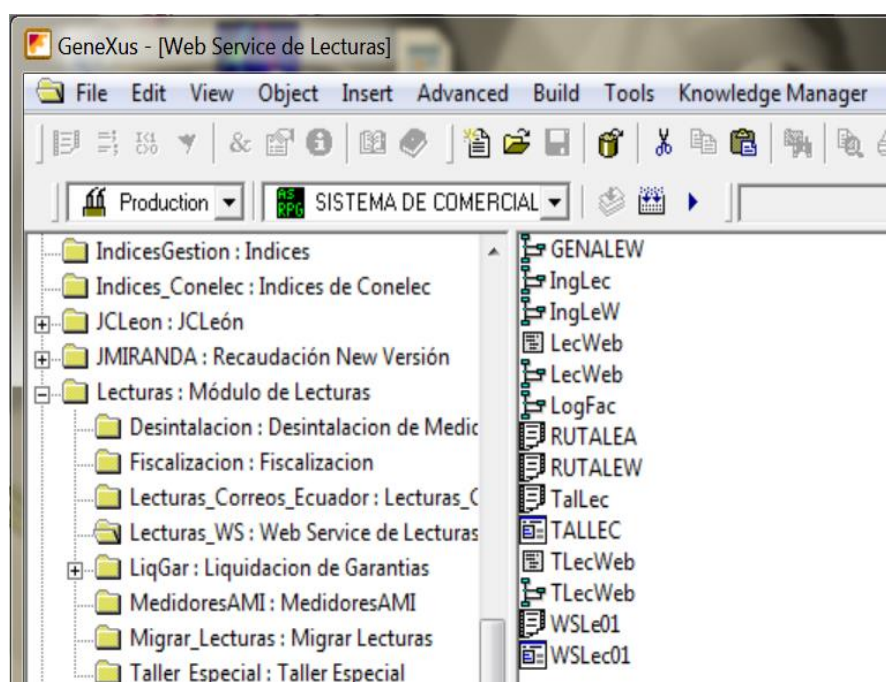 GeneXus - [Web Service de Lecturas]
File Edit View Object Insert Advanced Build Tools Knowledge Manager
Production AS RPG SISTEMA DE COMERCIAL
IndicesGestion : Indices
Indices_Conelec : Indices de Conelec
JCLeon : JCLeón
JMIRANDA : Recaudación New Versión
Lecturas : Módulo de Lecturas
Desintalacion : Desintalacion de Medic
Fiscalizacion : Fiscalizacion
Lecturas_Correos_Ecuador : Lecturas_C
Lecturas_WS : Web Service de Lecturas
LiqGar : Liquidacion de Garantias
MedidoresAMI : MedidoresAMI
Migrar_Lecturas : Migrar Lecturas
Taller_Especial : Taller Especial
GENALEW
IngLec
IngLeW
LecWeb
LecWeb
LogFac
RUTALEA
RUTALEW
TalLec
TALLEC
TLecWeb
TLecWeb
WSLe01
WSLec01